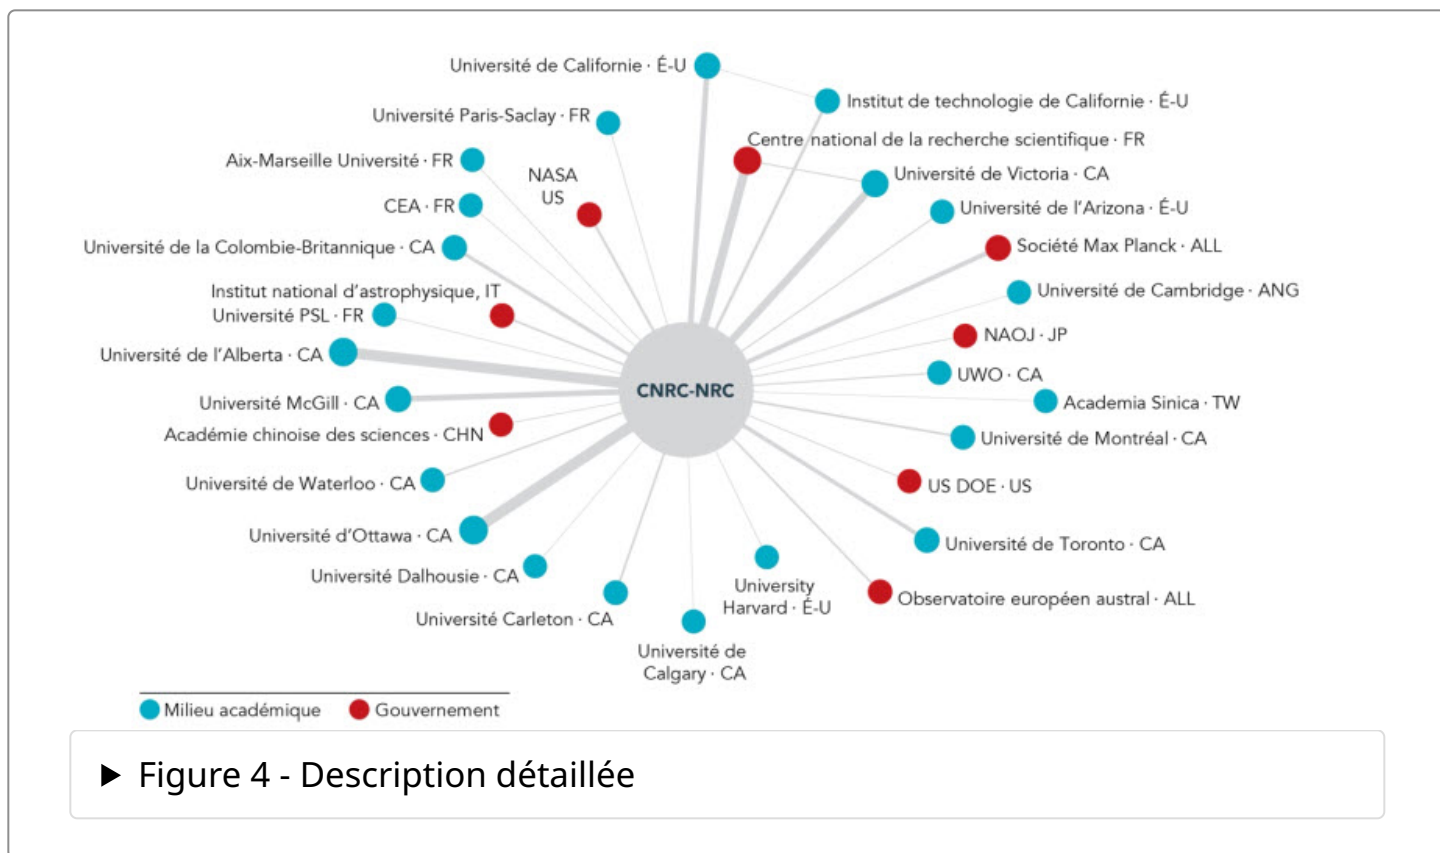 Université de Californie · É-U
Institut de technologie de Californie · É-U
Université Paris-Saclay · FR
Centre national de la recherche scientifique · FR
Aix-Marseille Université · FR
NASA
US
Université de Victoria · CA
CEA · FR
Université de l'Arizona · É-U
Université de la Colombie-Britannique · CA
Société Max Planck · ALL
Institut national d'astrophysique, IT
Université de Cambridge · ANG
Université PSL · FR
NAOJ · JP
Université de l'Alberta · CA
UWO · CA
CNRC-NRC
Université McGill · CA
Academia Sinica · TW
Académie chinoise des sciences · CHN
Université de Montréal · CA
Université de Waterloo · CA
US DOE · US
Université d'Ottawa · CA
Université de Toronto · CA
Université Dalhousie · CA
University
Harvard · É-U
Observatoire européen austral · ALL
Université Carleton · CA
Université de
Calgary · CA
Milieu académique
Gouvernement
Figure 4 - Description détaillée